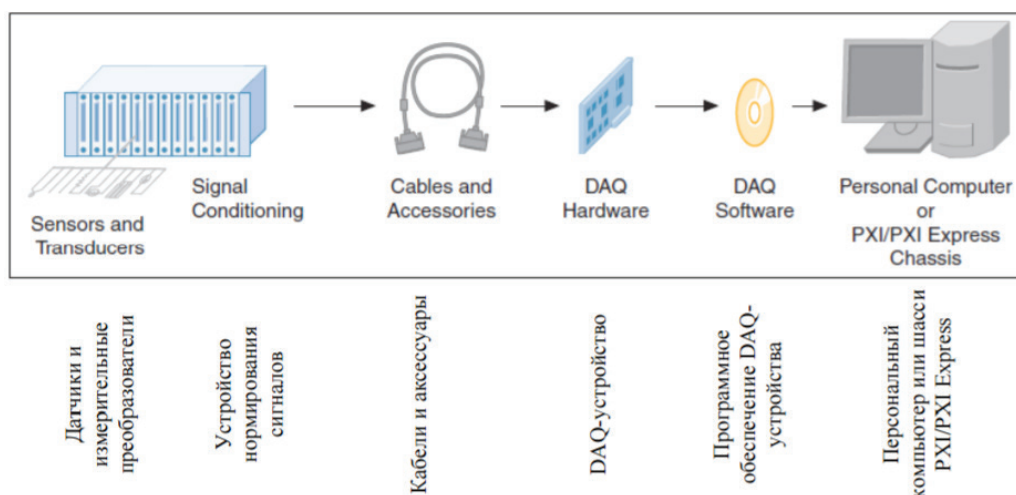 Sensors and
Transducers
Signal
Conditioning
Cables and
Accessories
DAQ
Hardware
DAQ
Software
Personal Computer
or
PXI/PXI Express
Chassis
Датчики и
измерительные
преобразователи
Устройство
нормирования
сигналов
Кабели и аксессуары
DAQ-устройство
Программное
обеспечение DAQ-
устройства
Персональный
компьютер или шасси
PXI/PXI Express